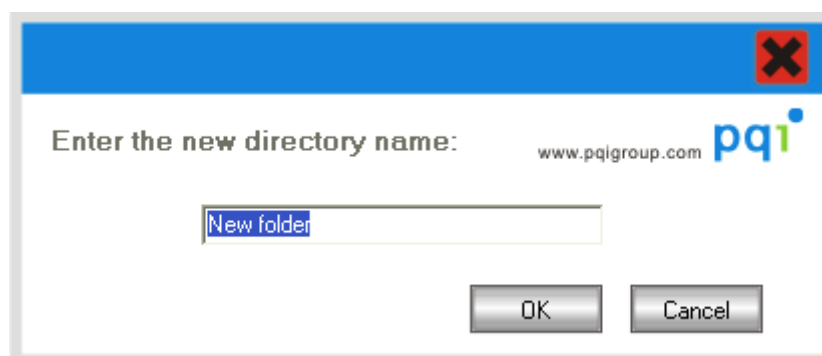 Enter the new directory name:
www.pqigroup.com pqi
New folder
OK Cancel